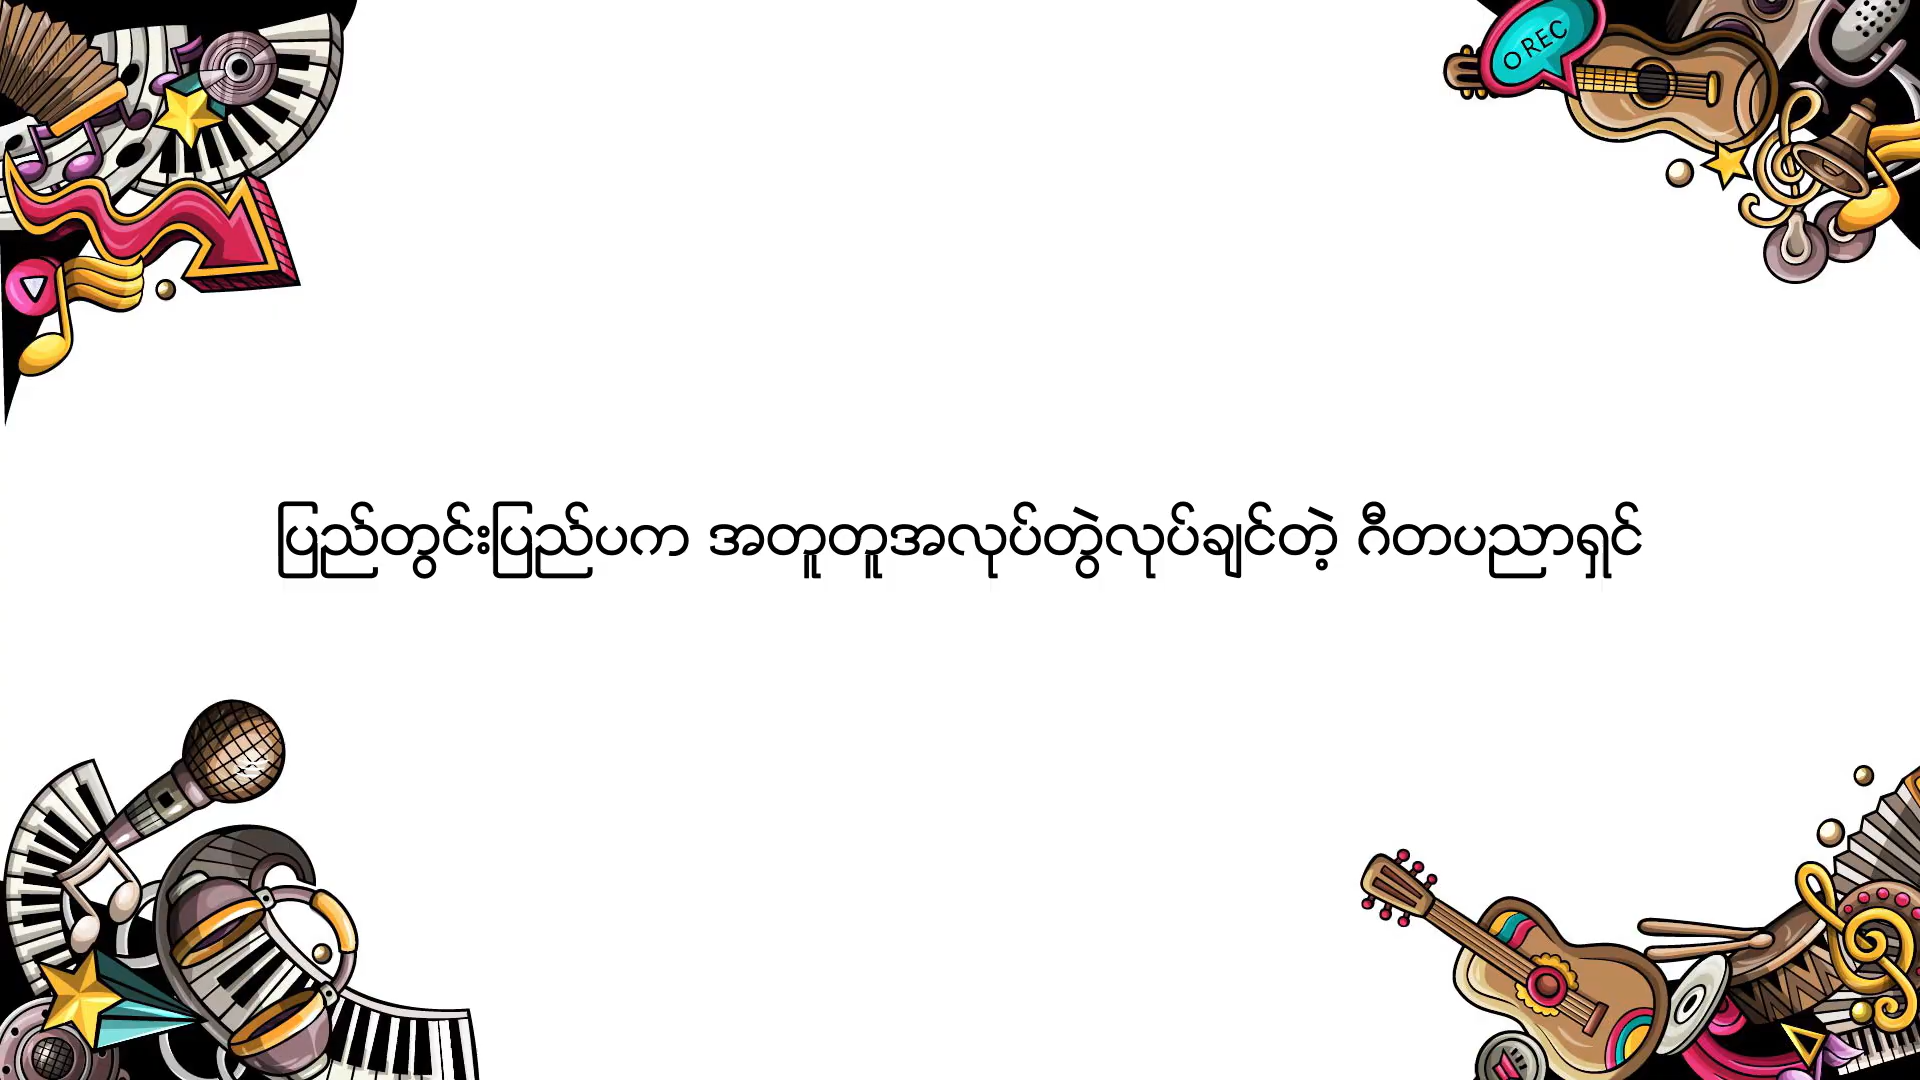 O REC
ပြည်တွင်းပြည်ပက အတူတူအလုပ်တွဲလုပ်ချင်တဲ့ ဂီတပညာရှင်